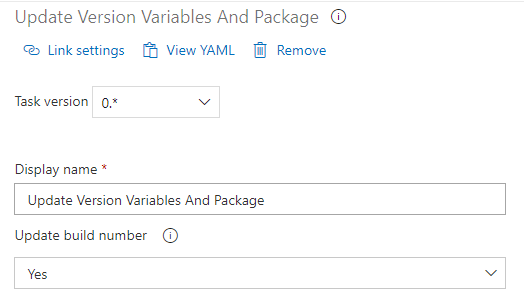 Update Version Variables And Package
Link settings View YAML Remove
Task version 0.*
Display name *
Update Version Variables And Package
Update build number
Yes